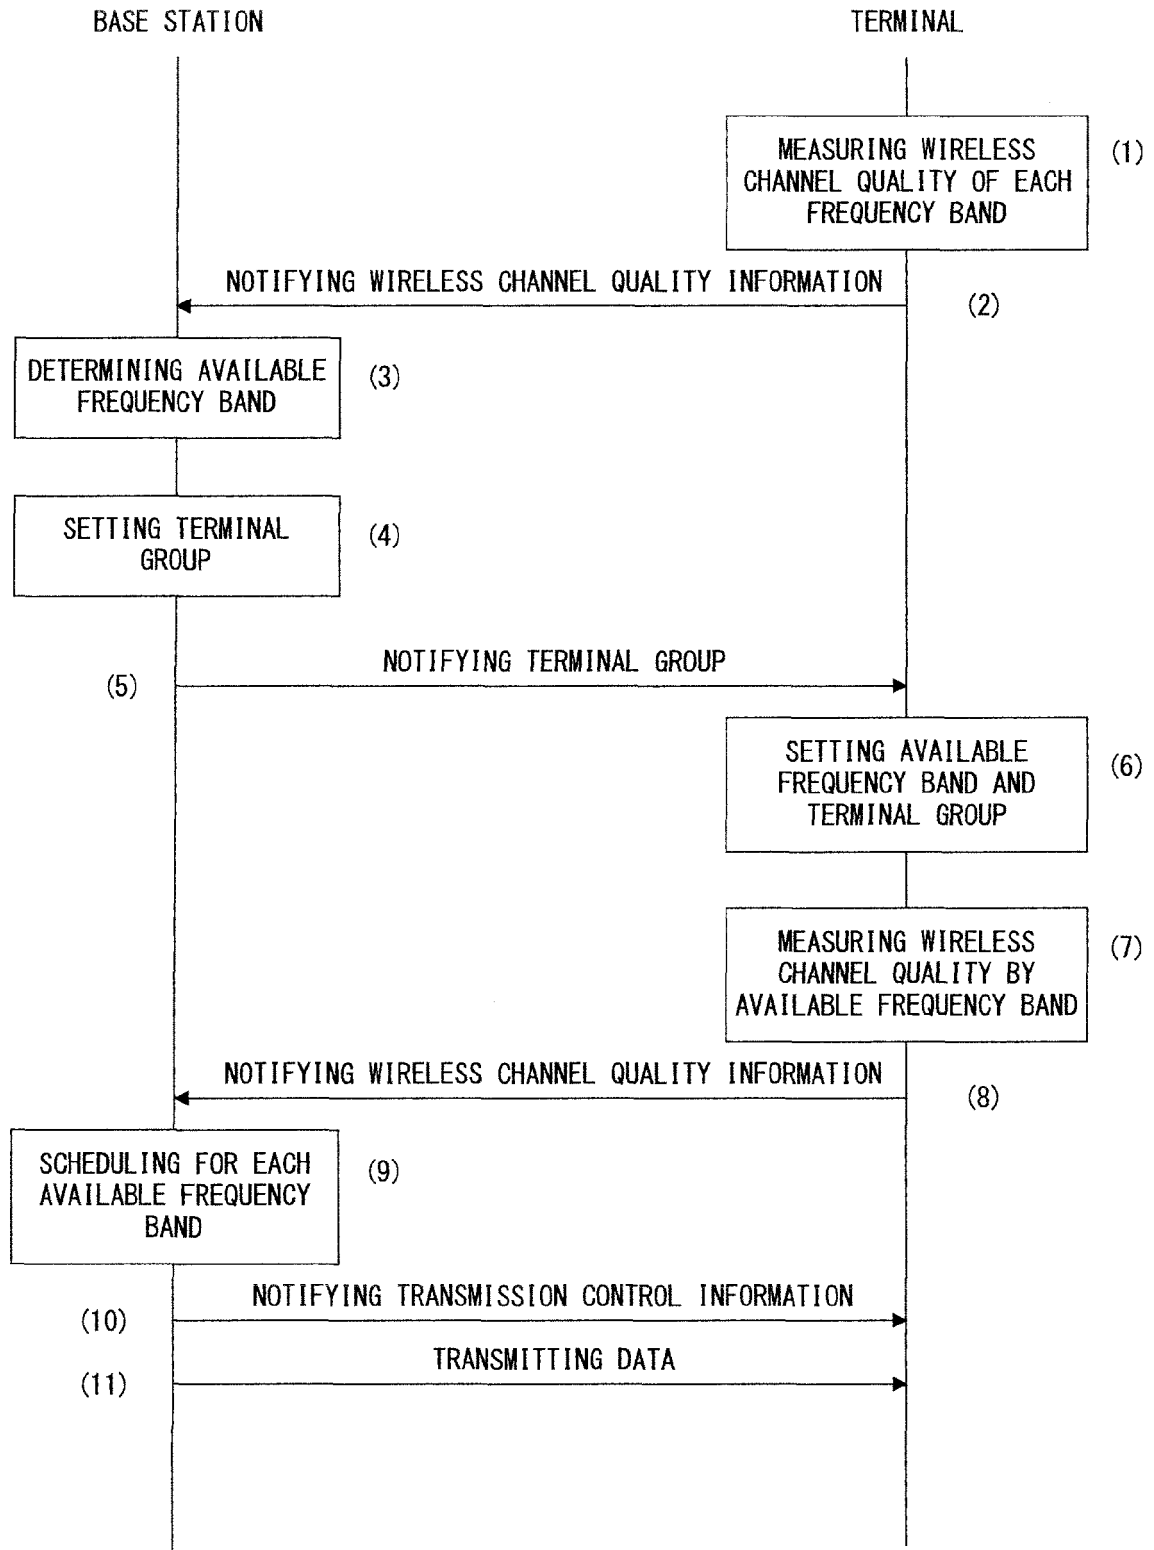 BASE STATION
TERMINAL
MEASURING WIRELESS
CHANNEL QUALITY OF EACH
FREQUENCY BAND
(1)
NOTIFYING WIRELESS CHANNEL QUALITY INFORMATION
(2)
DETERMINING AVAILABLE
FREQUENCY BAND
(3)
SETTING TERMINAL
GROUP
(4)
NOTIFYING TERMINAL GROUP
(5)
SETTING AVAILABLE
FREQUENCY BAND AND
TERMINAL GROUP
(6)
MEASURING WIRELESS
CHANNEL QUALITY BY
AVAILABLE FREQUENCY BAND
(7)
NOTIFYING WIRELESS CHANNEL QUALITY INFORMATION
(8)
SCHEDULING FOR EACH
AVAILABLE FREQUENCY
BAND
(9)
NOTIFYING TRANSMISSION CONTROL INFORMATION
(10)
TRANSMITTING DATA
(11)